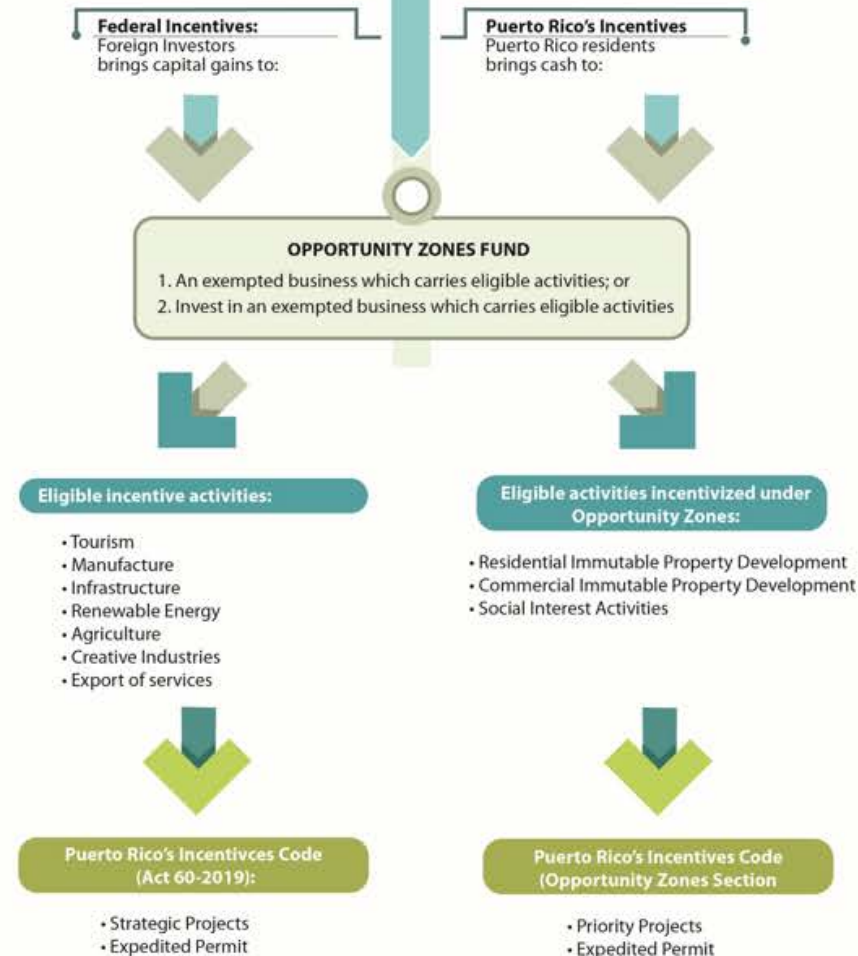 Federal Incentives:
Foreign Investors
brings capital gains to:
Puerto Rico's Incentives
Puerto Rico residents
brings cash to:
OPPORTUNITY ZONES FUND
1. An exempted business which carries eligible activities; or
2. Invest in an exempted business which carries eligible activities
Eligible incentive activities:
• Tourism
• Manufacture
• Infrastructure
• Renewable Energy
• Agriculture
• Creative Industries
• Export of services
Eligible activities incentivized under
Opportunity Zones:
• Residential Immutable Property Development
• Commercial Immutable Property Development
• Social Interest Activities
Puerto Rico's Incentivces Code
(Act 60-2019):
• Strategic Projects
• Expedited Permit
Puerto Rico's Incentives Code
(Opportunity Zones Section
• Priority Projects
• Expedited Permit